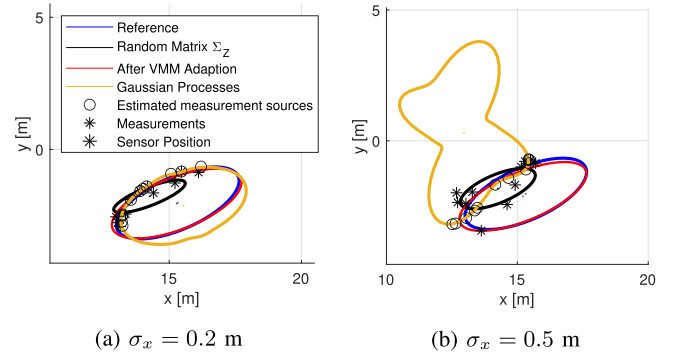 5
0
y [m]
15
20
x [m]
Reference
Random Matrix Σ_Z
After VMM Adaption
Gaussian Processes
Estimated measurement sources
Measurements
Sensor Position
(a) σ_x = 0.2 m
5
0
y [m]
10
15
20
x [m]
(b) σ_x = 0.5 m